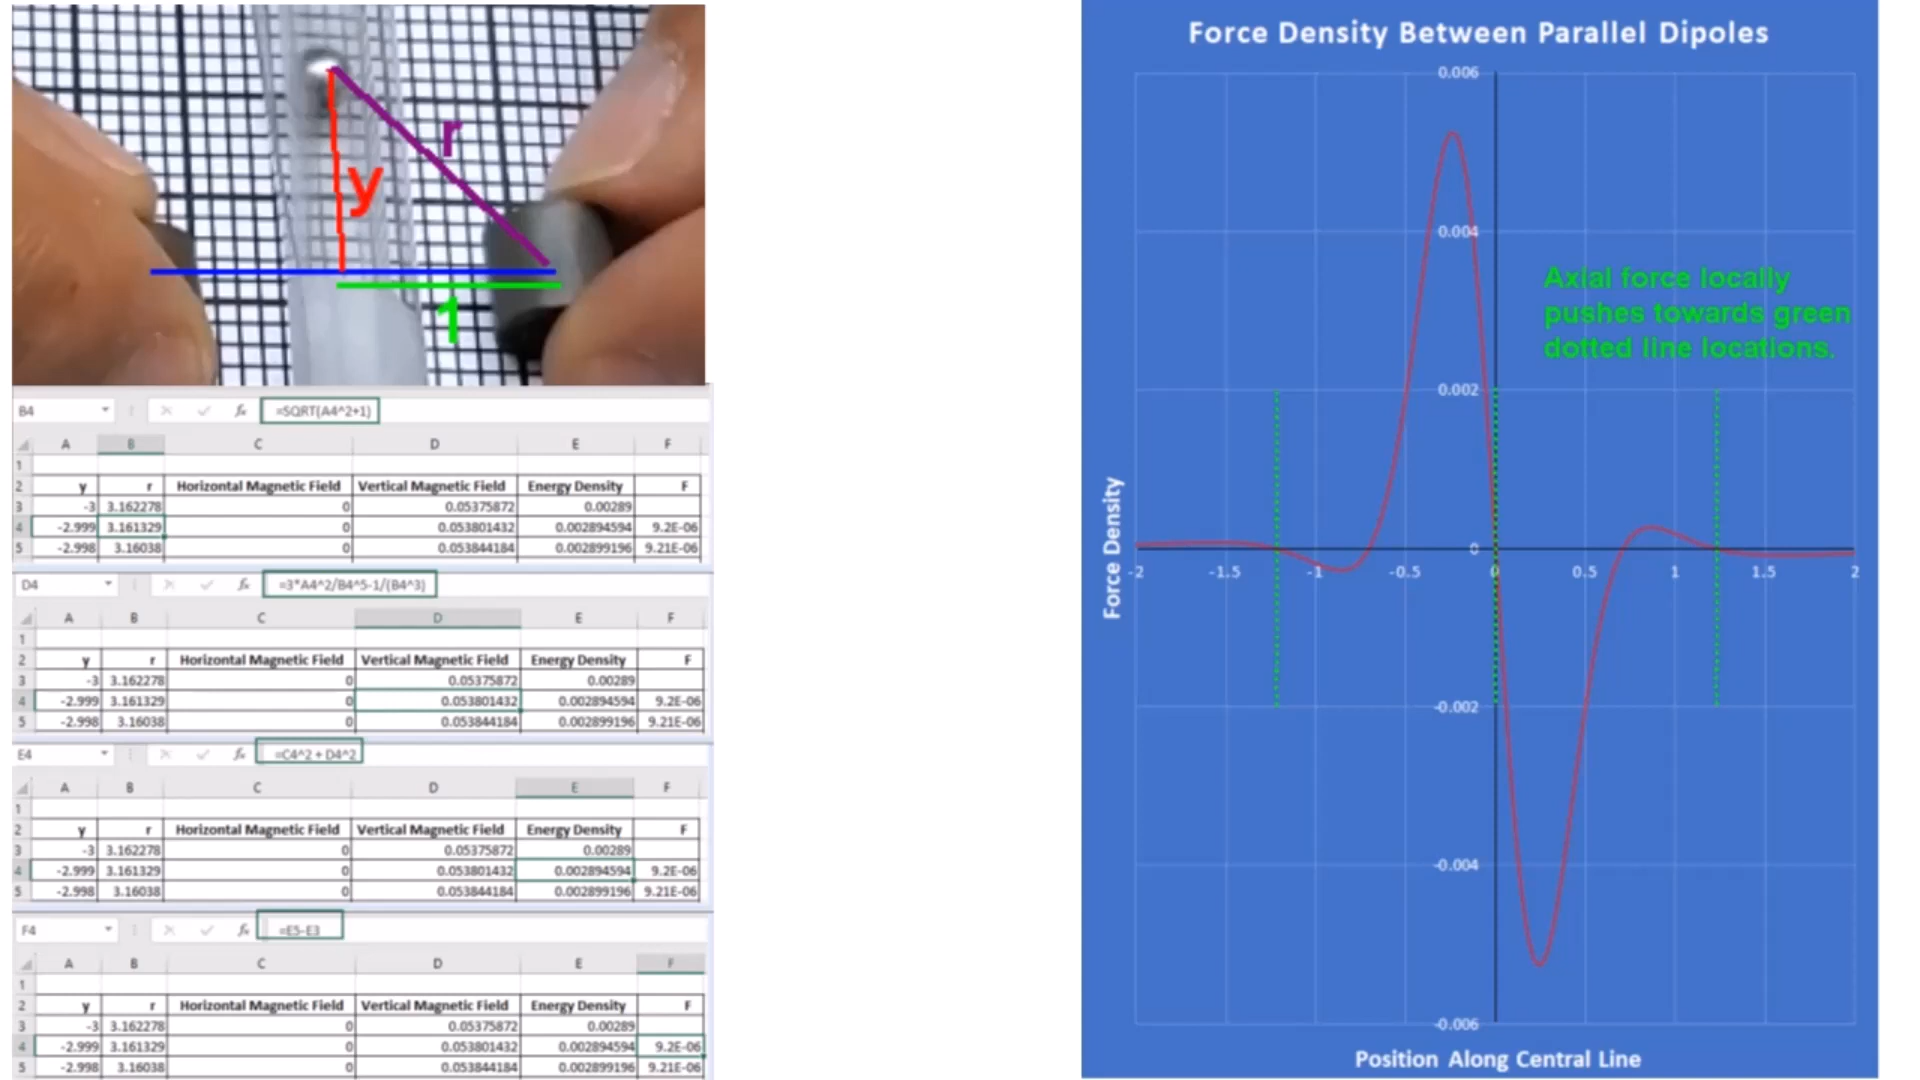 r
y
1
B4 fx =SQRT(A4^2+1)
A B C D E F
1
2 y r Horizontal Magnetic Field Vertical Magnetic Field Energy Density F
3 -3 3.162278 0 0.05375872 0.00289
4 -2.999 3.161329 0 0.053801432 0.002894594 9.2E-06
5 -2.998 3.16038 0 0.053844184 0.002899196 9.21E-06
D4 fx =3*A4^2/B4^5-1/(B4^3)
A B C D E F
1
2 y r Horizontal Magnetic Field Vertical Magnetic Field Energy Density F
3 -3 3.162278 0 0.05375872 0.00289
4 -2.999 3.161329 0 0.053801432 0.002894594 9.2E-06
5 -2.998 3.16038 0 0.053844184 0.002899196 9.21E-06
E4 fx =C4^2 + D4^2
A B C D E F
1
2 y r Horizontal Magnetic Field Vertical Magnetic Field Energy Density F
3 -3 3.162278 0 0.05375872 0.00289
4 -2.999 3.161329 0 0.053801432 0.002894594 9.2E-06
5 -2.998 3.16038 0 0.053844184 0.002899196 9.21E-06
F4 fx =E5-E3
A B C D E F
1
2 y r Horizontal Magnetic Field Vertical Magnetic Field Energy Density F
3 -3 3.162278 0 0.05375872 0.00289
4 -2.999 3.161329 0 0.053801432 0.002894594 9.2E-06
5 -2.998 3.16038 0 0.053844184 0.002899196 9.21E-06
Force Density Between Parallel Dipoles
0.006
0.004
Axial force locally
pushes towards green
dotted line locations.
0.002
0
-2 -1.5 -1 -0.5 0 0.5 1 1.5 2
Force Density
-0.002
-0.004
-0.006
Position Along Central Line